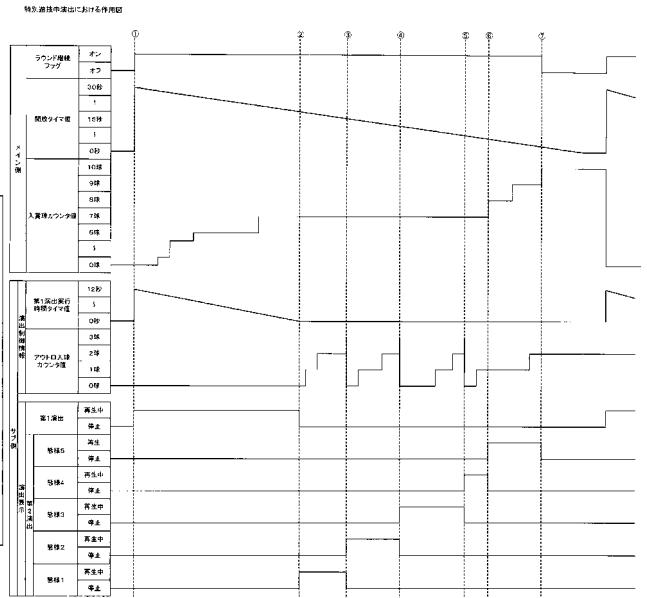 特別遊技中演出における作用図
① ② ③ ④ ⑤ ⑥ ⑦
メイン側
ラウンド継続フラグ
オン
オフ
開放タイマ値
30秒
≀
15秒
≀
0秒
入賞球カウンタ値
10球
9球
8球
7球
6球
≀
0球
サブ側
演出制御情報
第1演出実行時間タイマ値
12秒
≀
0秒
アウト口入球カウンタ値
3球
2球
1球
0球
演出表示
第1演出
再生中
停止
第2演出
態様5
再生
停止
態様4
再生中
停止
態様3
再生中
停止
態様2
再生中
停止
態様1
再生中
停止